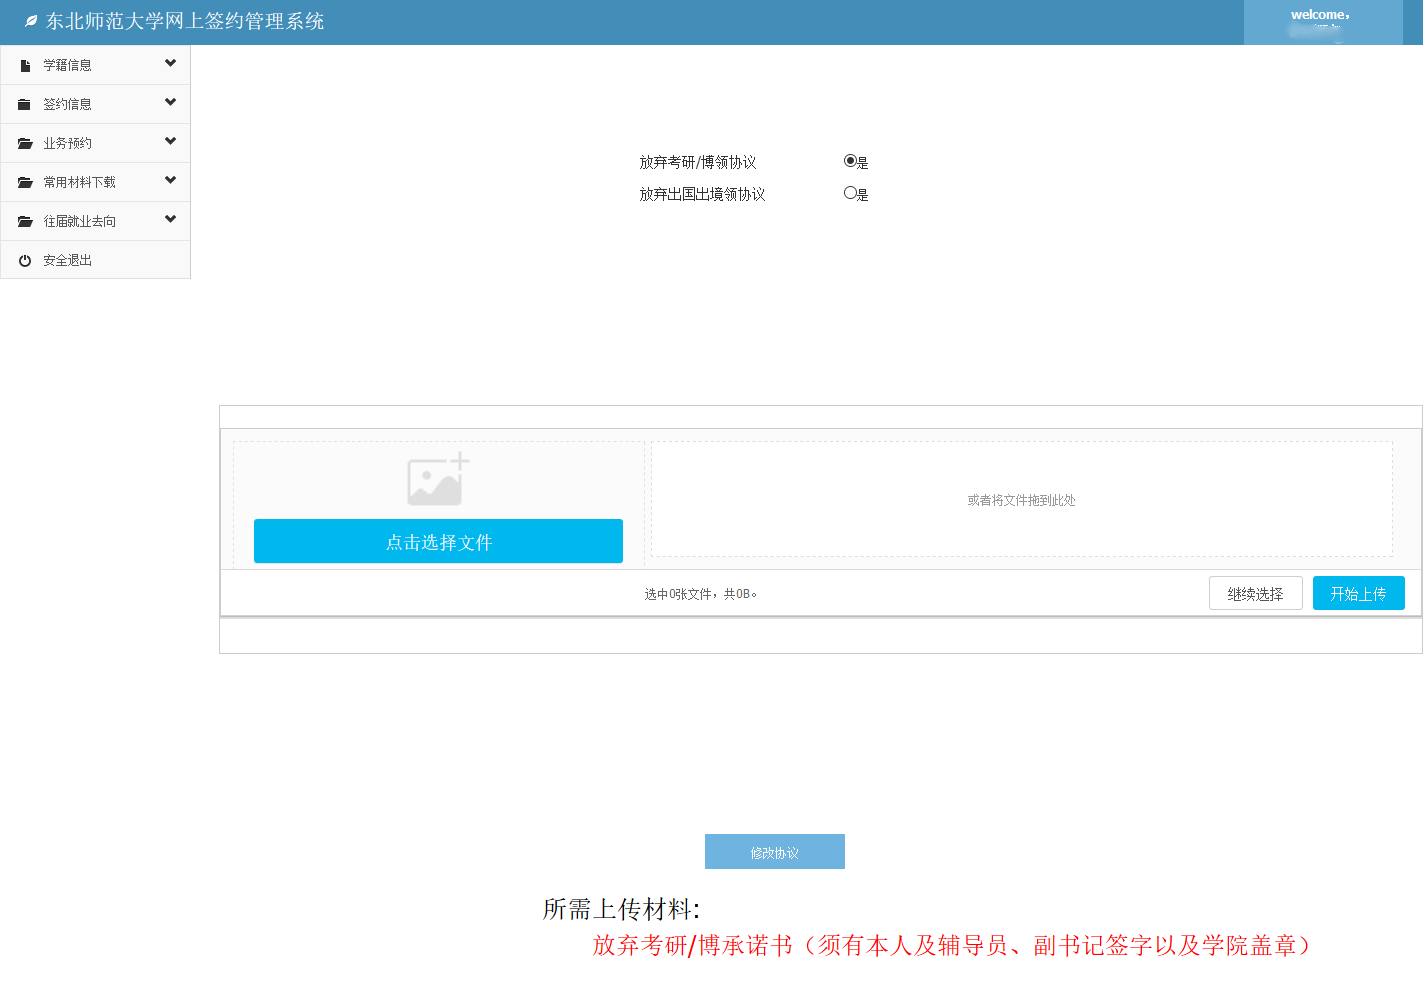 东北师范大学网上签约管理系统
welcome,
学籍信息
签约信息
业务预约
常用材料下载
往届就业去向
安全退出
放弃考研/博领协议 是
放弃出国出境领协议 是
点击选择文件
或者将文件拖到此处
选中0张文件，共0B。
继续选择
开始上传
修改协议
所需上传材料:
放弃考研/博承诺书（须有本人及辅导员、副书记签字以及学院盖章）